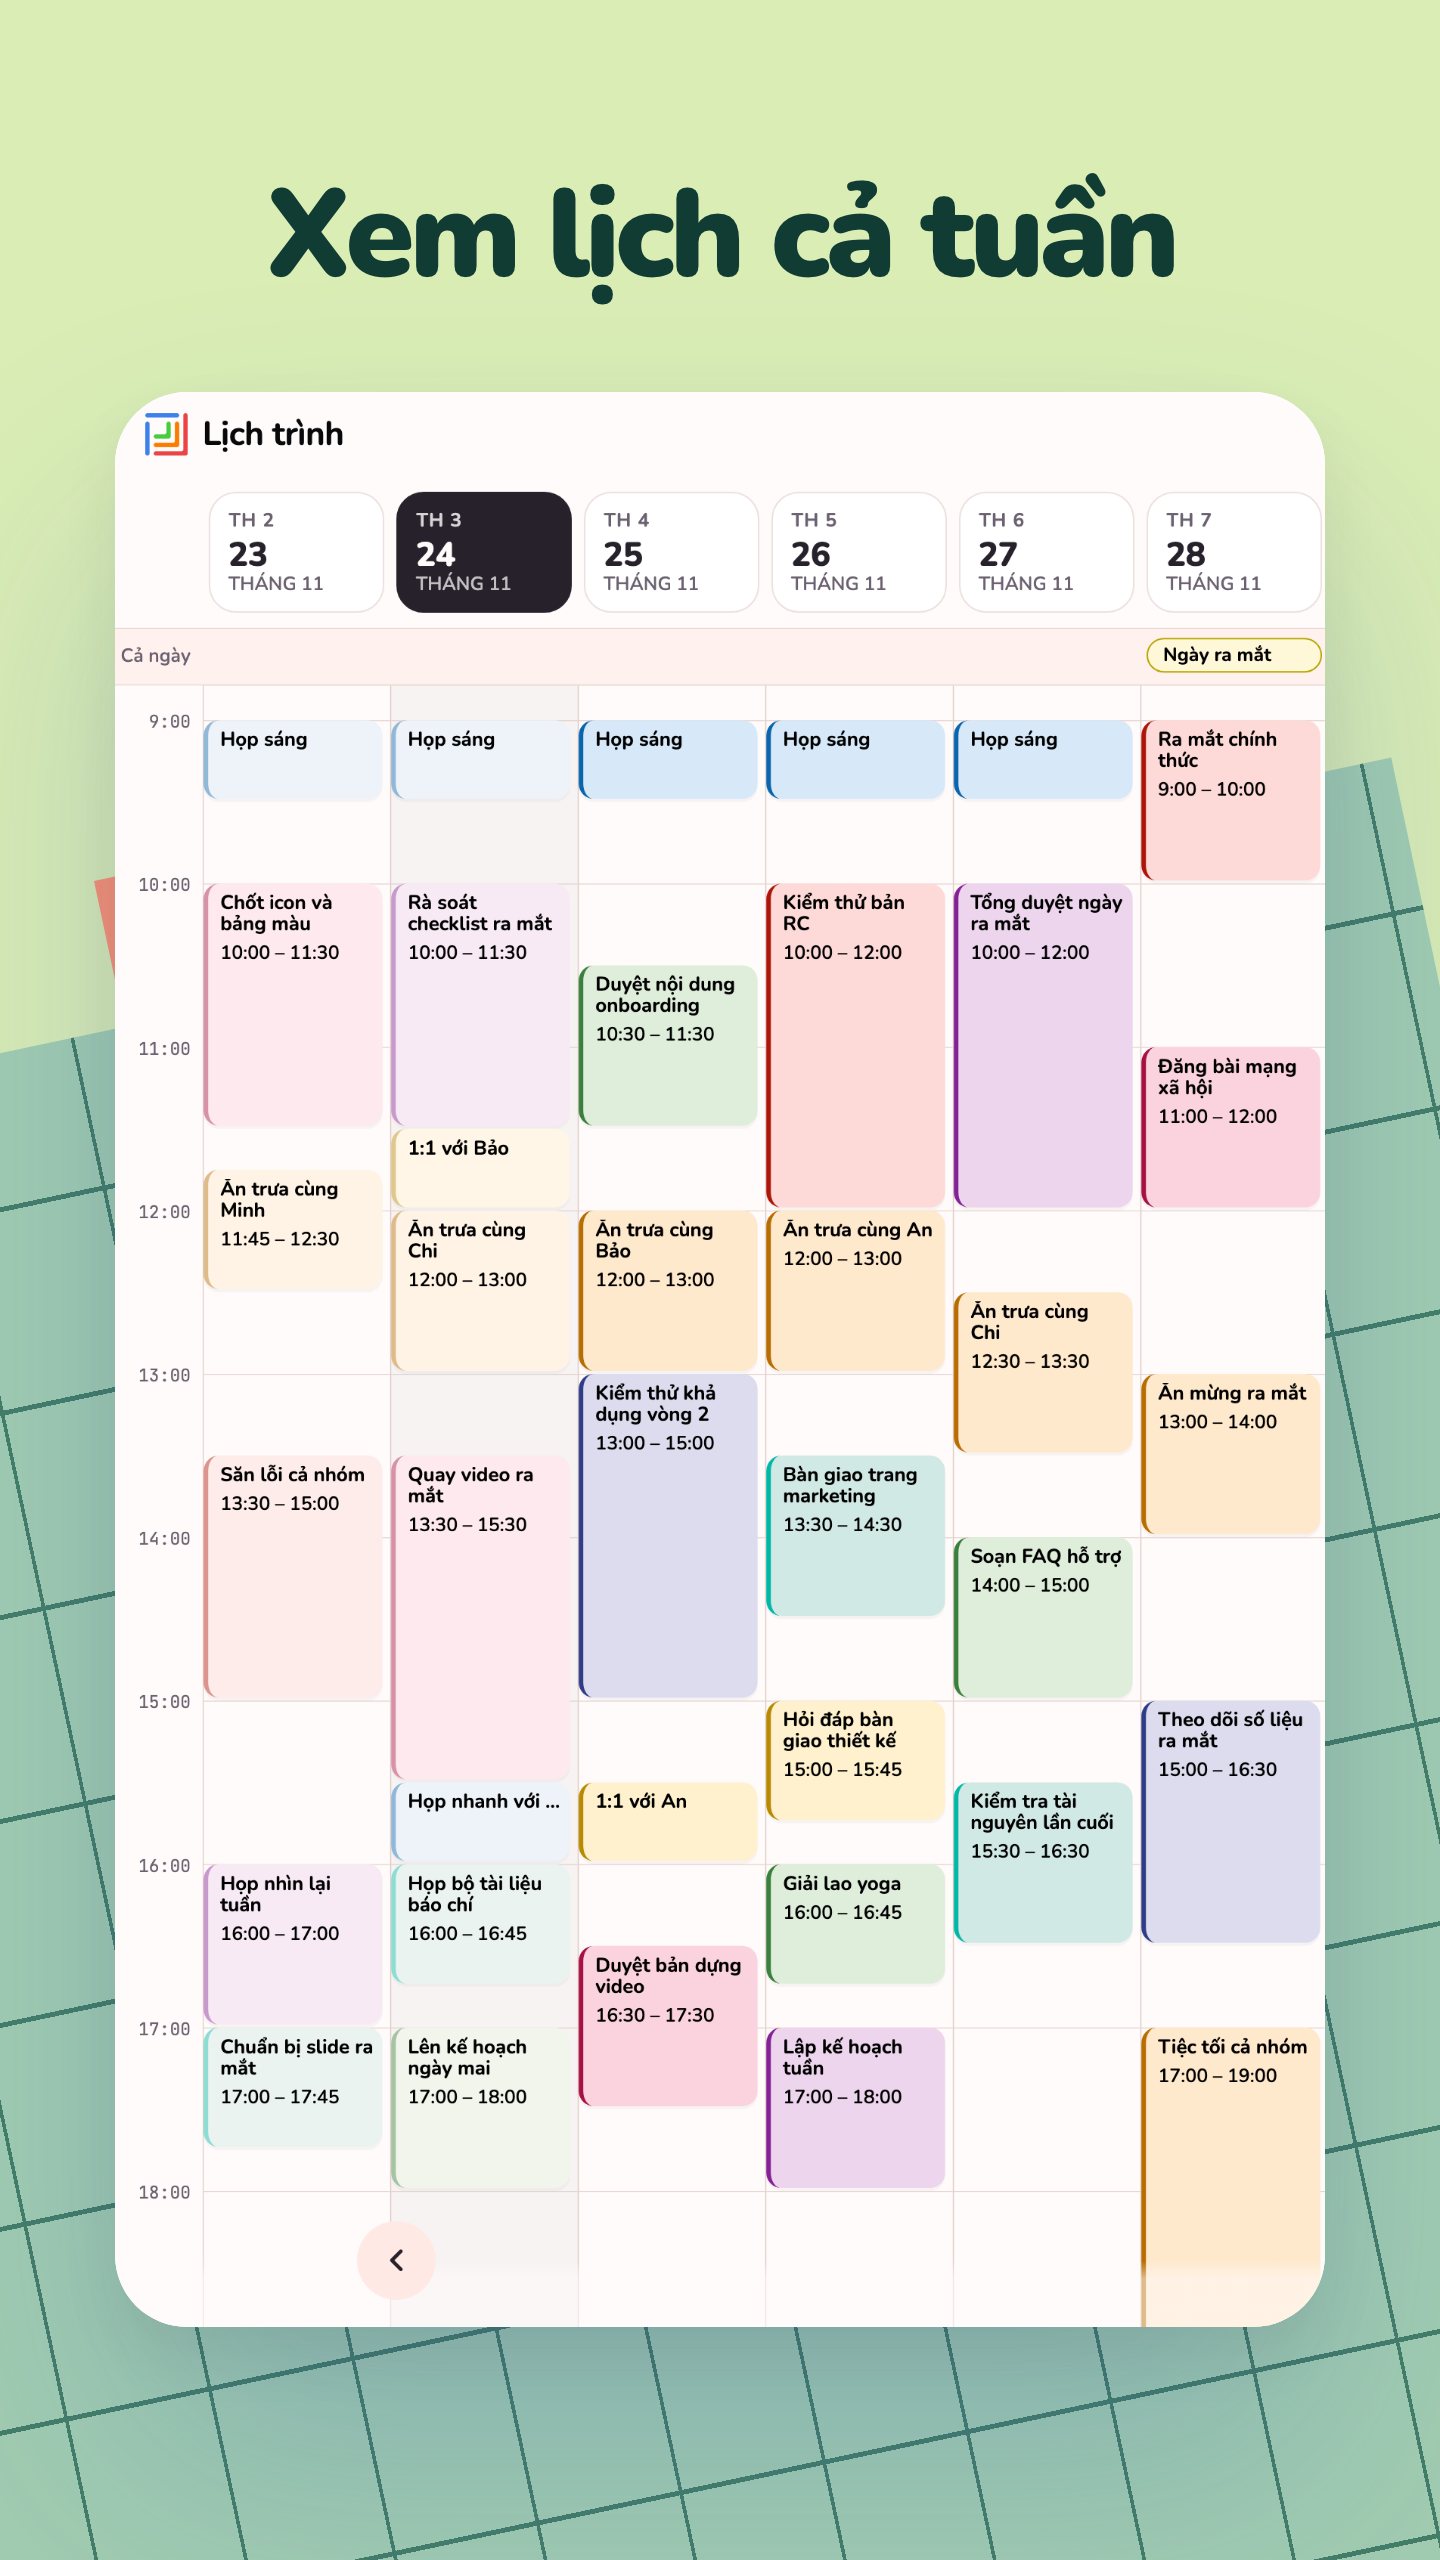 Xem lịch cả tuần
Lịch trình
TH 2
23
THÁNG 11
TH 3
24
THÁNG 11
TH 4
25
THÁNG 11
TH 5
26
THÁNG 11
TH 6
27
THÁNG 11
TH 7
28
THÁNG 11
Cả ngày
Ngày ra mắt
9:00
10:00
11:00
12:00
13:00
14:00
15:00
16:00
17:00
18:00
Họp sáng
Chốt icon và
bảng màu
10:00 – 11:30
Ăn trưa cùng
Minh
11:45 – 12:30
Săn lỗi cả nhóm
13:30 – 15:00
Họp nhìn lại
tuần
16:00 – 17:00
Chuẩn bị slide ra
mắt
17:00 – 17:45
Họp sáng
Rà soát
checklist ra mắt
10:00 – 11:30
1:1 với Bảo
Ăn trưa cùng
Chi
12:00 – 13:00
Quay video ra
mắt
13:30 – 15:30
Họp nhanh với ...
Họp bộ tài liệu
báo chí
16:00 – 16:45
Lên kế hoạch
ngày mai
17:00 – 18:00
Họp sáng
Duyệt nội dung
onboarding
10:30 – 11:30
Ăn trưa cùng
Bảo
12:00 – 13:00
Kiểm thử khả
dụng vòng 2
13:00 – 15:00
1:1 với An
Duyệt bản dựng
video
16:30 – 17:30
Họp sáng
Kiểm thử bản
RC
10:00 – 12:00
Ăn trưa cùng An
12:00 – 13:00
Bàn giao trang
marketing
13:30 – 14:30
Hỏi đáp bàn
giao thiết kế
15:00 – 15:45
Giải lao yoga
16:00 – 16:45
Lập kế hoạch
tuần
17:00 – 18:00
Họp sáng
Tổng duyệt ngày
ra mắt
10:00 – 12:00
Ăn trưa cùng
Chi
12:30 – 13:30
Soạn FAQ hỗ trợ
14:00 – 15:00
Kiểm tra tài
nguyên lần cuối
15:30 – 16:30
Ra mắt chính
thức
9:00 – 10:00
Đăng bài mạng
xã hội
11:00 – 12:00
Ăn mừng ra mắt
13:00 – 14:00
Theo dõi số liệu
ra mắt
15:00 – 16:30
Tiệc tối cả nhóm
17:00 – 19:00